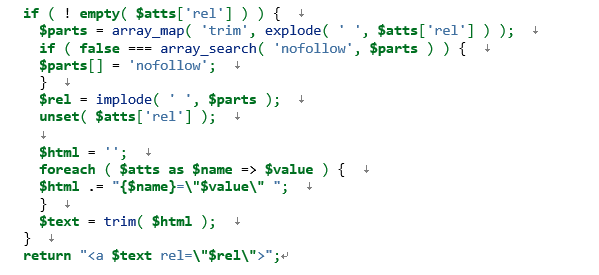 if ( ! empty( $atts['rel'] ) ) { ↓
$parts = array_map( 'trim', explode( ' ', $atts['rel'] ) ); ↓
if ( false === array_search( 'nofollow', $parts ) ) { ↓
$parts[] = 'nofollow'; ↓
} ↓
$rel = implode( ' ', $parts ); ↓
unset( $atts['rel'] ); ↓
↓
$html = ''; ↓
foreach ( $atts as $name => $value ) { ↓
$html .= "{$name}=\"$value\" "; ↓
} ↓
$text = trim( $html ); ↓
} ↓
return "<a $text rel=\"$rel\">";↵